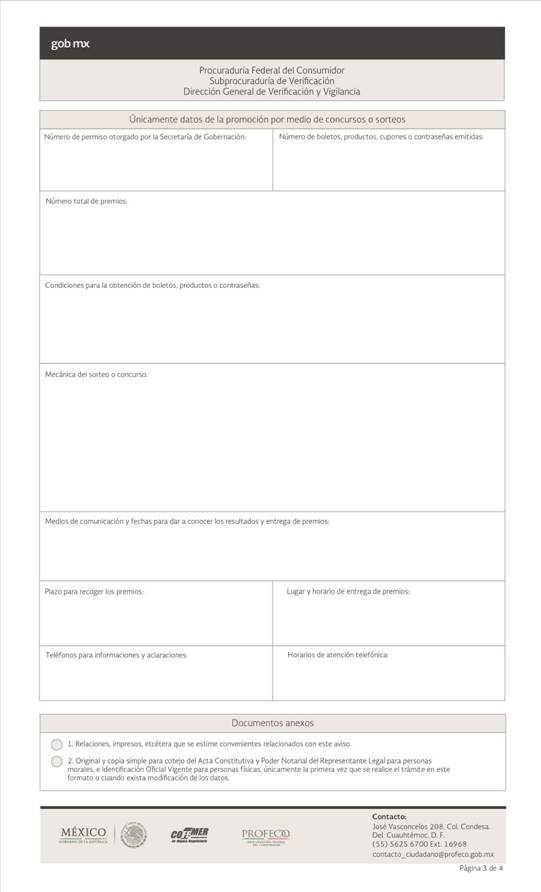 gob mx
Procuraduría Federal del Consumidor
Subprocuraduría de Verificación
Dirección General de Verificación y Vigilancia
Únicamente datos de la promoción por medio de concursos o sorteos
Número de permiso otorgado por la Secretaría de Gobernación:
Número de boletos, productos, cupones o contraseñas emitidas:
Número total de premios:
Condiciones para la obtención de boletos, productos o contraseñas:
Mecánica del sorteo o concurso:
Medios de comunicación y fechas para dar a conocer los resultados y entrega de premios:
Plazo para recoger los premios:
Lugar y horario de entrega de premios:
Teléfonos para informaciones y aclaraciones:
Horarios de atención telefónica:
Documentos anexos
1. Relaciones, impresos, etcétera que se estime convenientes relacionados con este aviso.
2. Original y copia simple para cotejo del Acta Constitutiva y Poder Notarial del Representante Legal para personas
morales, e Identificación Oficial Vigente para personas físicas, únicamente la primera vez que se realice el trámite en este
formato o cuando exista modificación de los datos.
MÉXICO
GOBIERNO DE LA REPÚBLICA
COFEMER
de Mejora Regulatoria
PROFECO
PROCURADURÍA FEDERAL
DEL CONSUMIDOR
Contacto:
José Vasconcelos 208, Col. Condesa.
Del. Cuauhtémoc, D. F.
(55) 5625 6700 Ext. 16968
contacto_ciudadano@profeco.gob.mx
Página 3 de 4